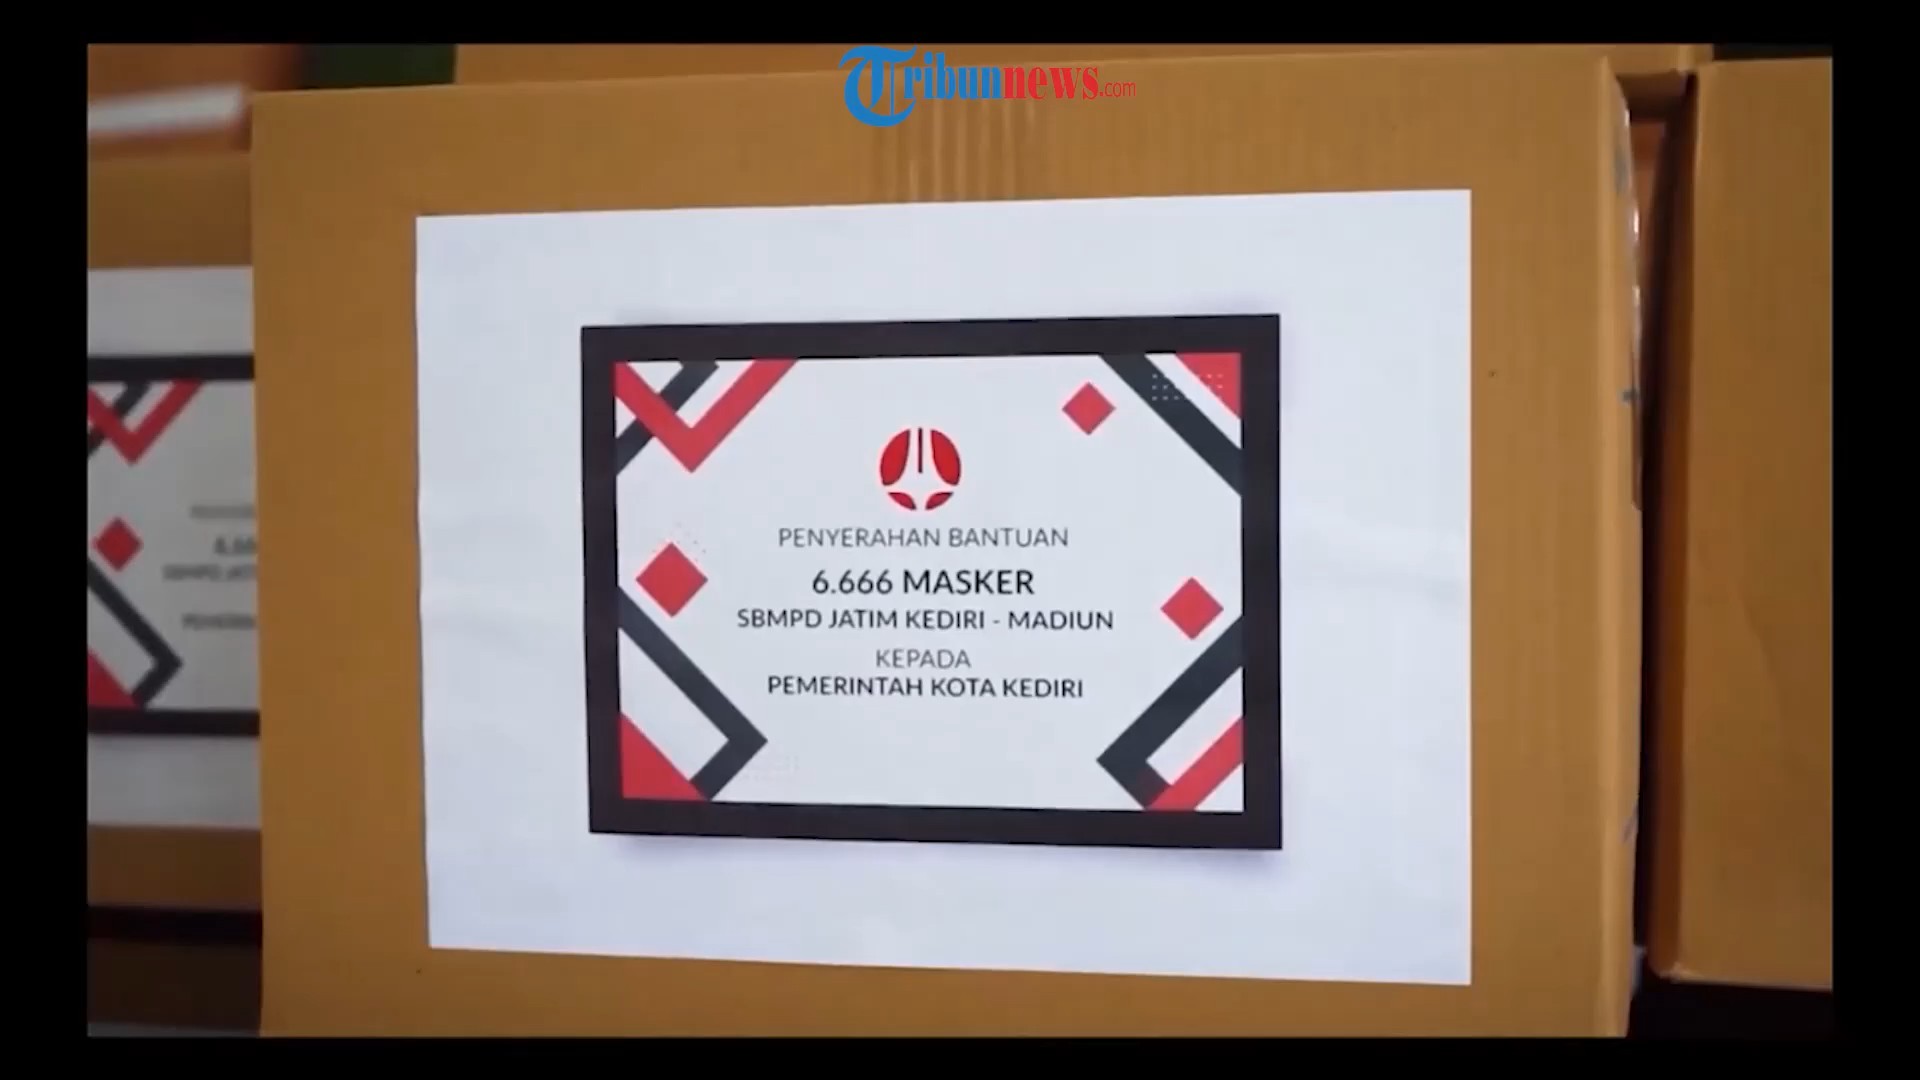 Tribunnews.com
PENYERAHAN BANTUAN
6.666 MASKER
SBMPD JATIM KEDIRI - MADIUN
KEPADA
PEMERINTAH KOTA KEDIRI